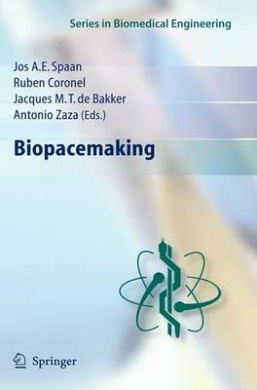 Series in Biomedical Engineering
Jos A.E. Spaan
Ruben Coronel
Jacques M.T. de Bakker
Antonio Zaza (Eds.)
Biopacemaking
Springer